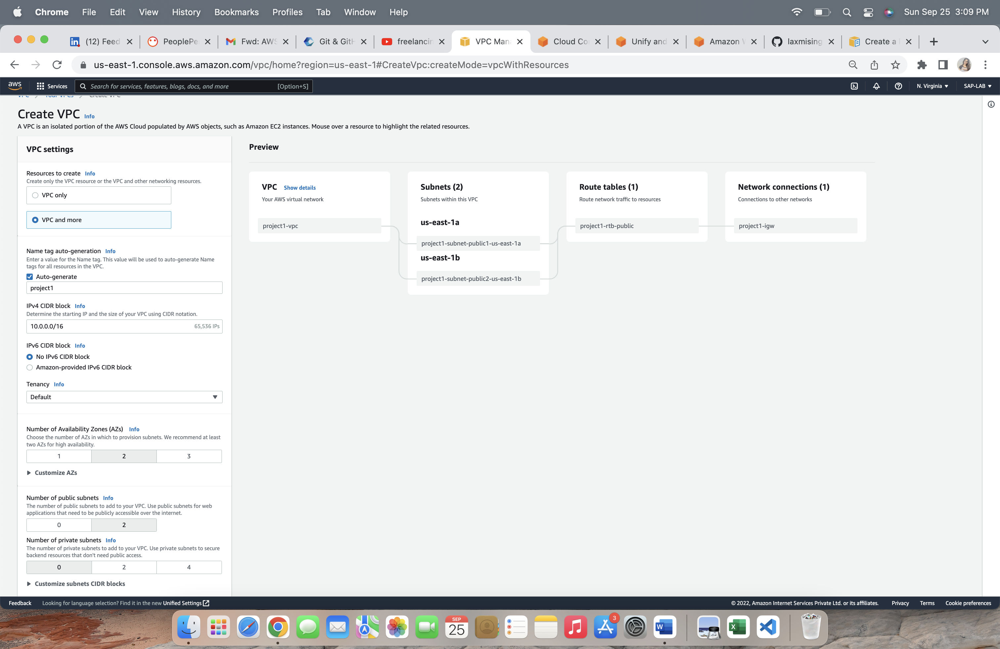 Chrome File Edit View History Bookmarks Profiles Tab Window Help Sun Sep 25 3:09 PM
(12) Feed PeoplePe Fwd: AWS Git & GitH freelancin VPC Man Cloud Co Unify and Amazon laxmising Create a
us-east-1.console.aws.amazon.com/vpc/home?region=us-east-1#CreateVpc:createMode=vpcWithResources
aws Services Search for services, features, blogs, docs, and more [Option+S] N. Virginia SAP-LAB
VPC Your VPCs Create VPC
Create VPC Info
A VPC is an isolated portion of the AWS Cloud populated by AWS objects, such as Amazon EC2 instances. Mouse over a resource to highlight the related resources.
VPC settings
Resources to create Info
Create only the VPC resource or the VPC and other networking resources.
VPC only
VPC and more
Name tag auto-generation Info
Enter a value for the Name tag. This value will be used to auto-generate Name
tags for all resources in the VPC.
Auto-generate
project1
IPv4 CIDR block Info
Determine the starting IP and the size of your VPC using CIDR notation.
10.0.0.0/16 65,536 IPs
IPv6 CIDR block Info
No IPv6 CIDR block
Amazon-provided IPv6 CIDR block
Tenancy Info
Default
Number of Availability Zones (AZs) Info
Choose the number of AZs in which to provision subnets. We recommend at least
two AZs for high availability.
1 2 3
Customize AZs
Number of public subnets Info
The number of public subnets to add to your VPC. Use public subnets for web
applications that need to be publicly accessible over the internet.
0 2
Number of private subnets Info
The number of private subnets to add to your VPC. Use private subnets to secure
backend resources that don't need public access.
0 2 4
Customize subnets CIDR blocks
Preview
VPC Show details
Your AWS virtual network
project1-vpc
Subnets (2)
Subnets within this VPC
us-east-1a
project1-subnet-public1-us-east-1a
us-east-1b
project1-subnet-public2-us-east-1b
Route tables (1)
Route network traffic to resources
project1-rtb-public
Network connections (1)
Connections to other networks
project1-igw
Feedback Looking for language selection? Find it in the new Unified Settings © 2022, Amazon Internet Services Private Ltd. or its affiliates. Privacy Terms Cookie preferences
SEP
25
3